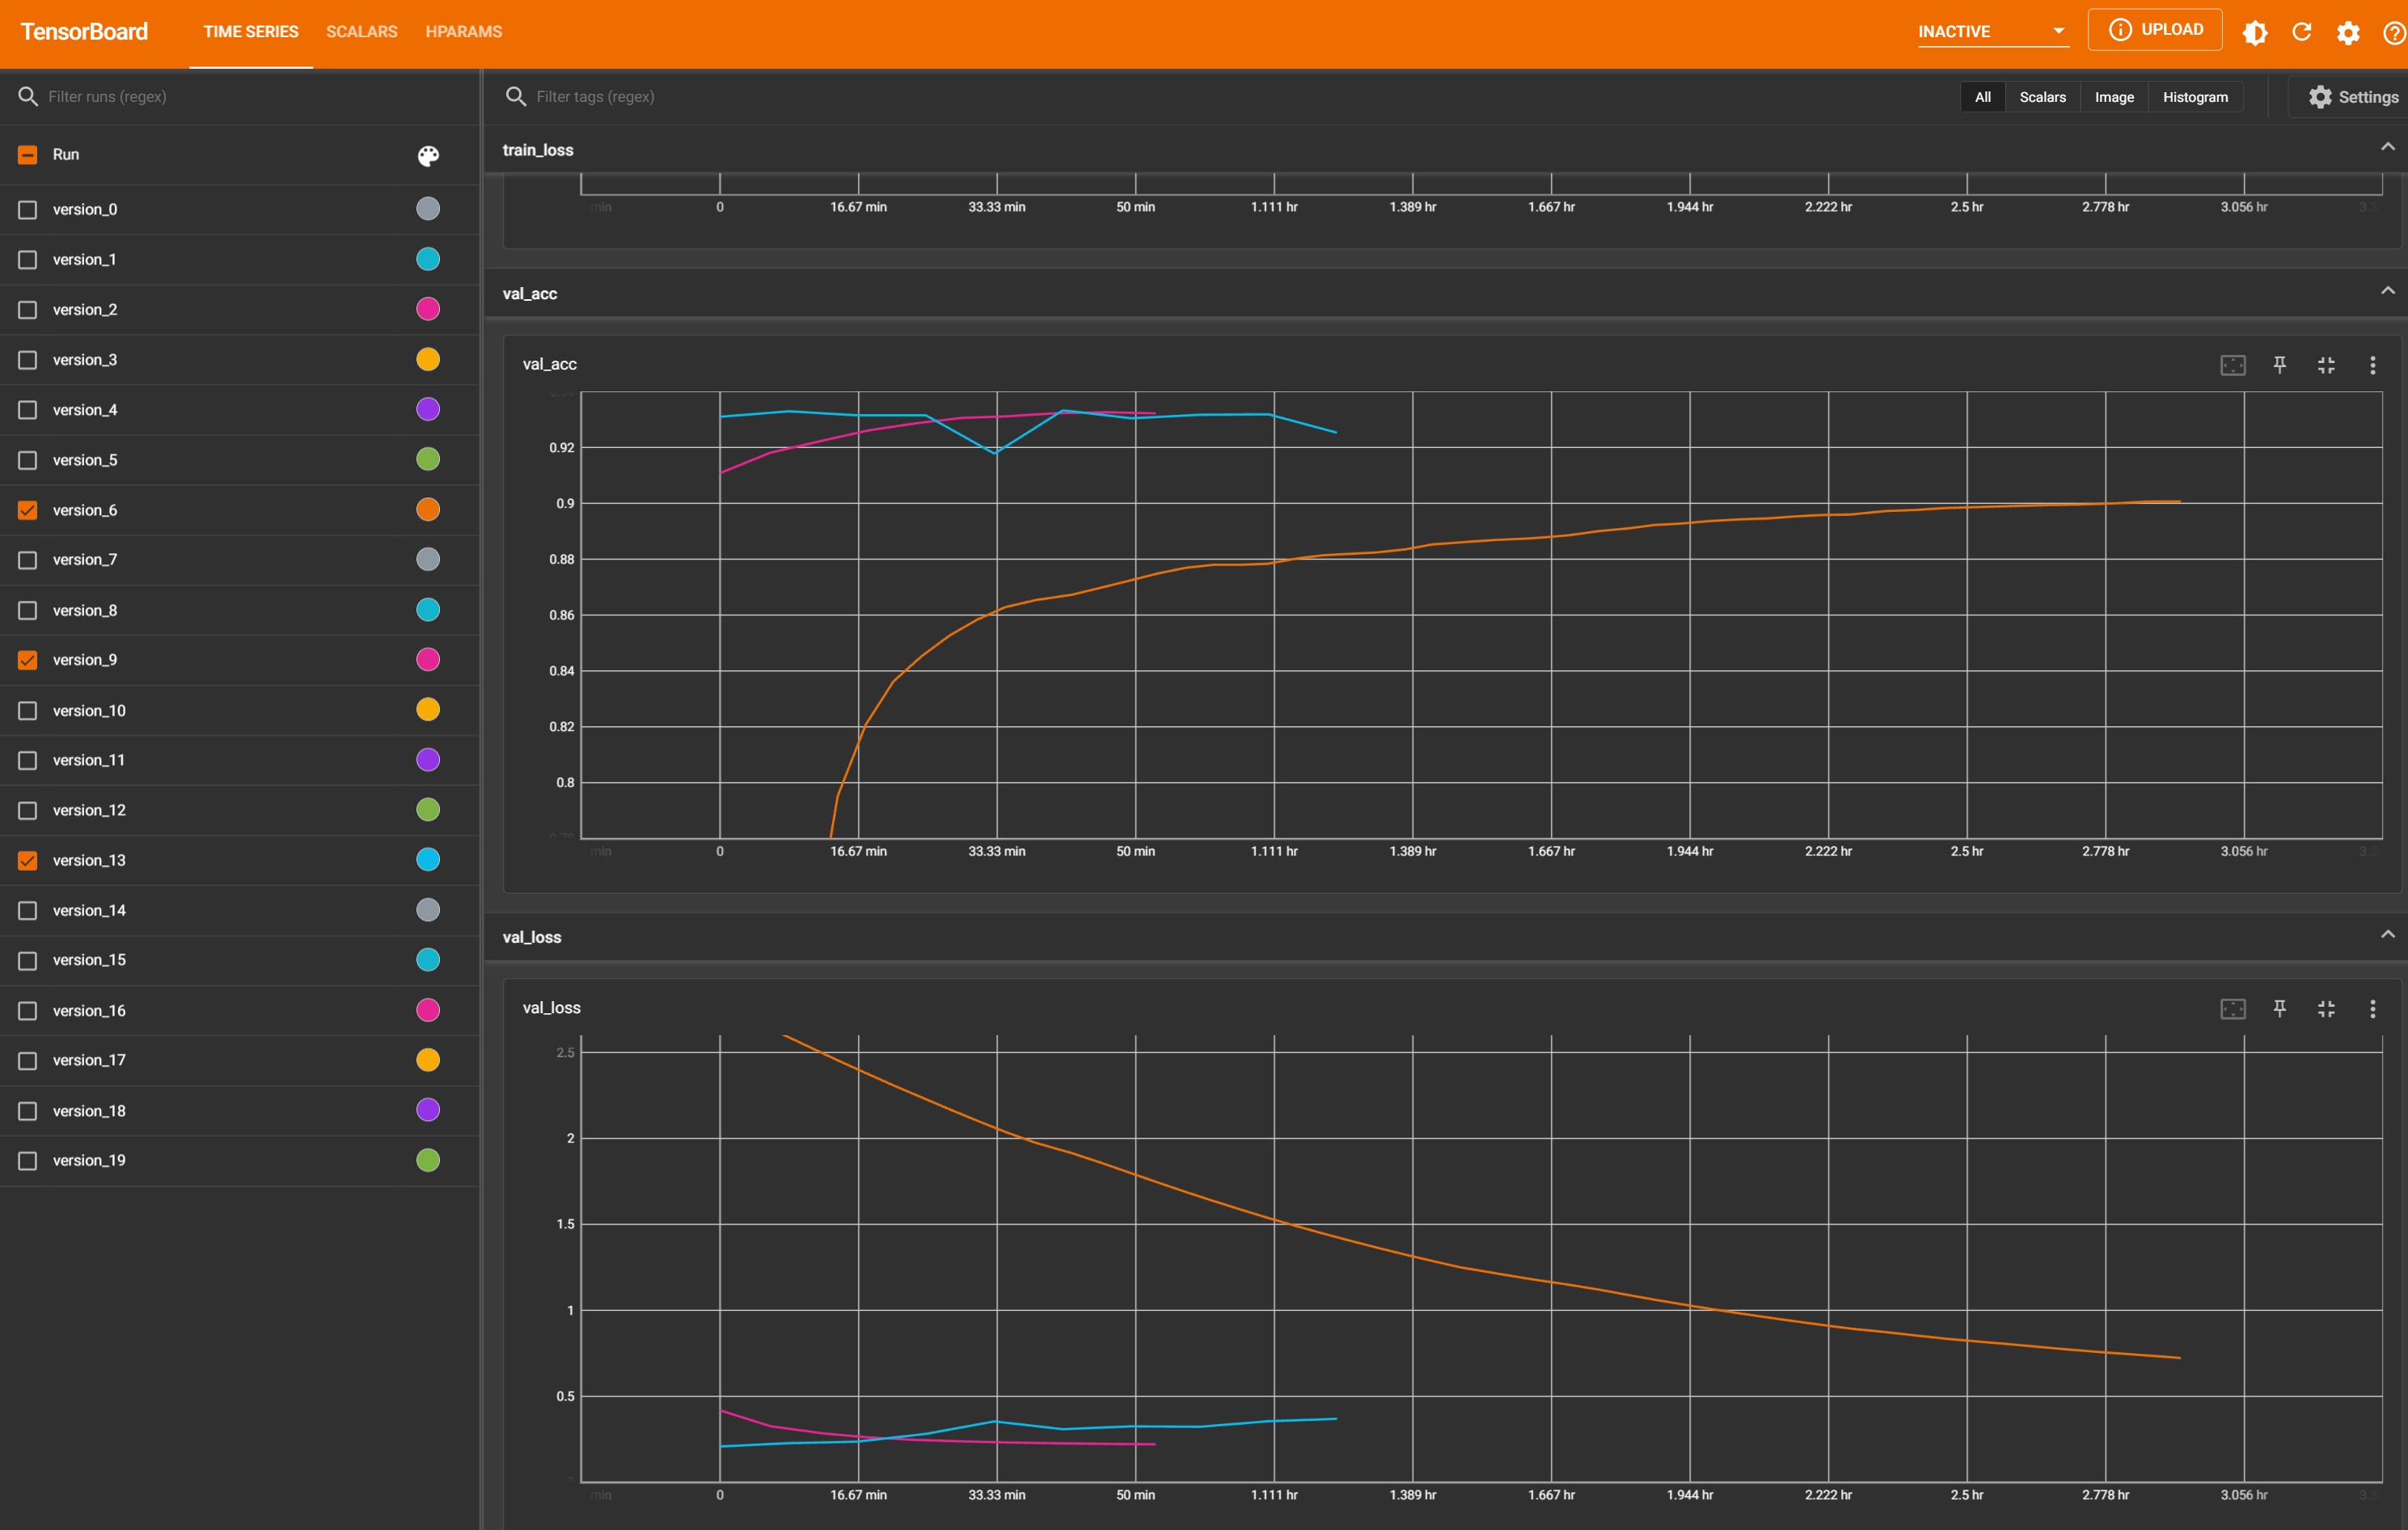 TensorBoard TIME SERIES SCALARS HPARAMS INACTIVE UPLOAD
Filter runs (regex)
Run
version_0
version_1
version_2
version_3
version_4
version_5
version_6
version_7
version_8
version_9
version_10
version_11
version_12
version_13
version_14
version_15
version_16
version_17
version_18
version_19
Filter tags (regex) All Scalars Image Histogram Settings
train_loss
min 0 16.67 min 33.33 min 50 min 1.111 hr 1.389 hr 1.667 hr 1.944 hr 2.222 hr 2.5 hr 2.778 hr 3.056 hr
val_acc
val_acc
0.92
0.9
0.88
0.86
0.84
0.82
0.8
min 0 16.67 min 33.33 min 50 min 1.111 hr 1.389 hr 1.667 hr 1.944 hr 2.222 hr 2.5 hr 2.778 hr 3.056 hr
val_loss
val_loss
2.5
2
1.5
1
0.5
min 0 16.67 min 33.33 min 50 min 1.111 hr 1.389 hr 1.667 hr 1.944 hr 2.222 hr 2.5 hr 2.778 hr 3.056 hr